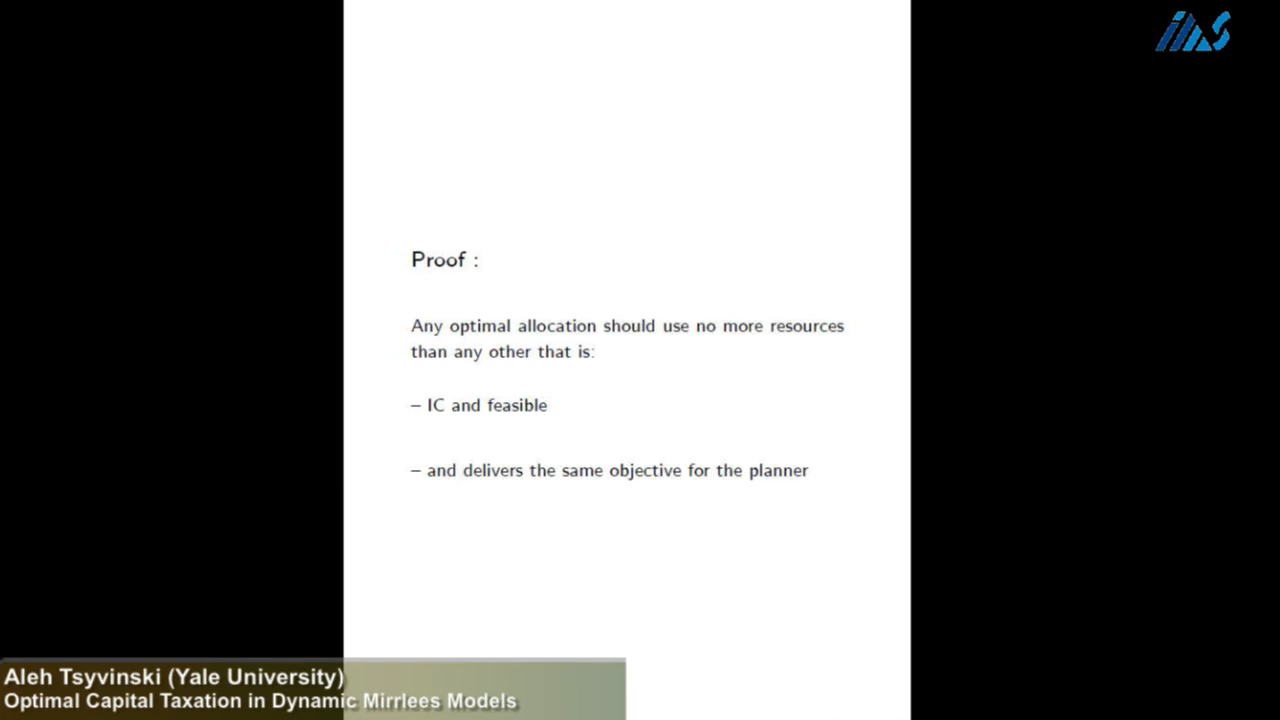 Proof :
Any optimal allocation should use no more resources
than any other that is:
– IC and feasible
– and delivers the same objective for the planner
Aleh Tsyvinski (Yale University)
Optimal Capital Taxation in Dynamic Mirrlees Models